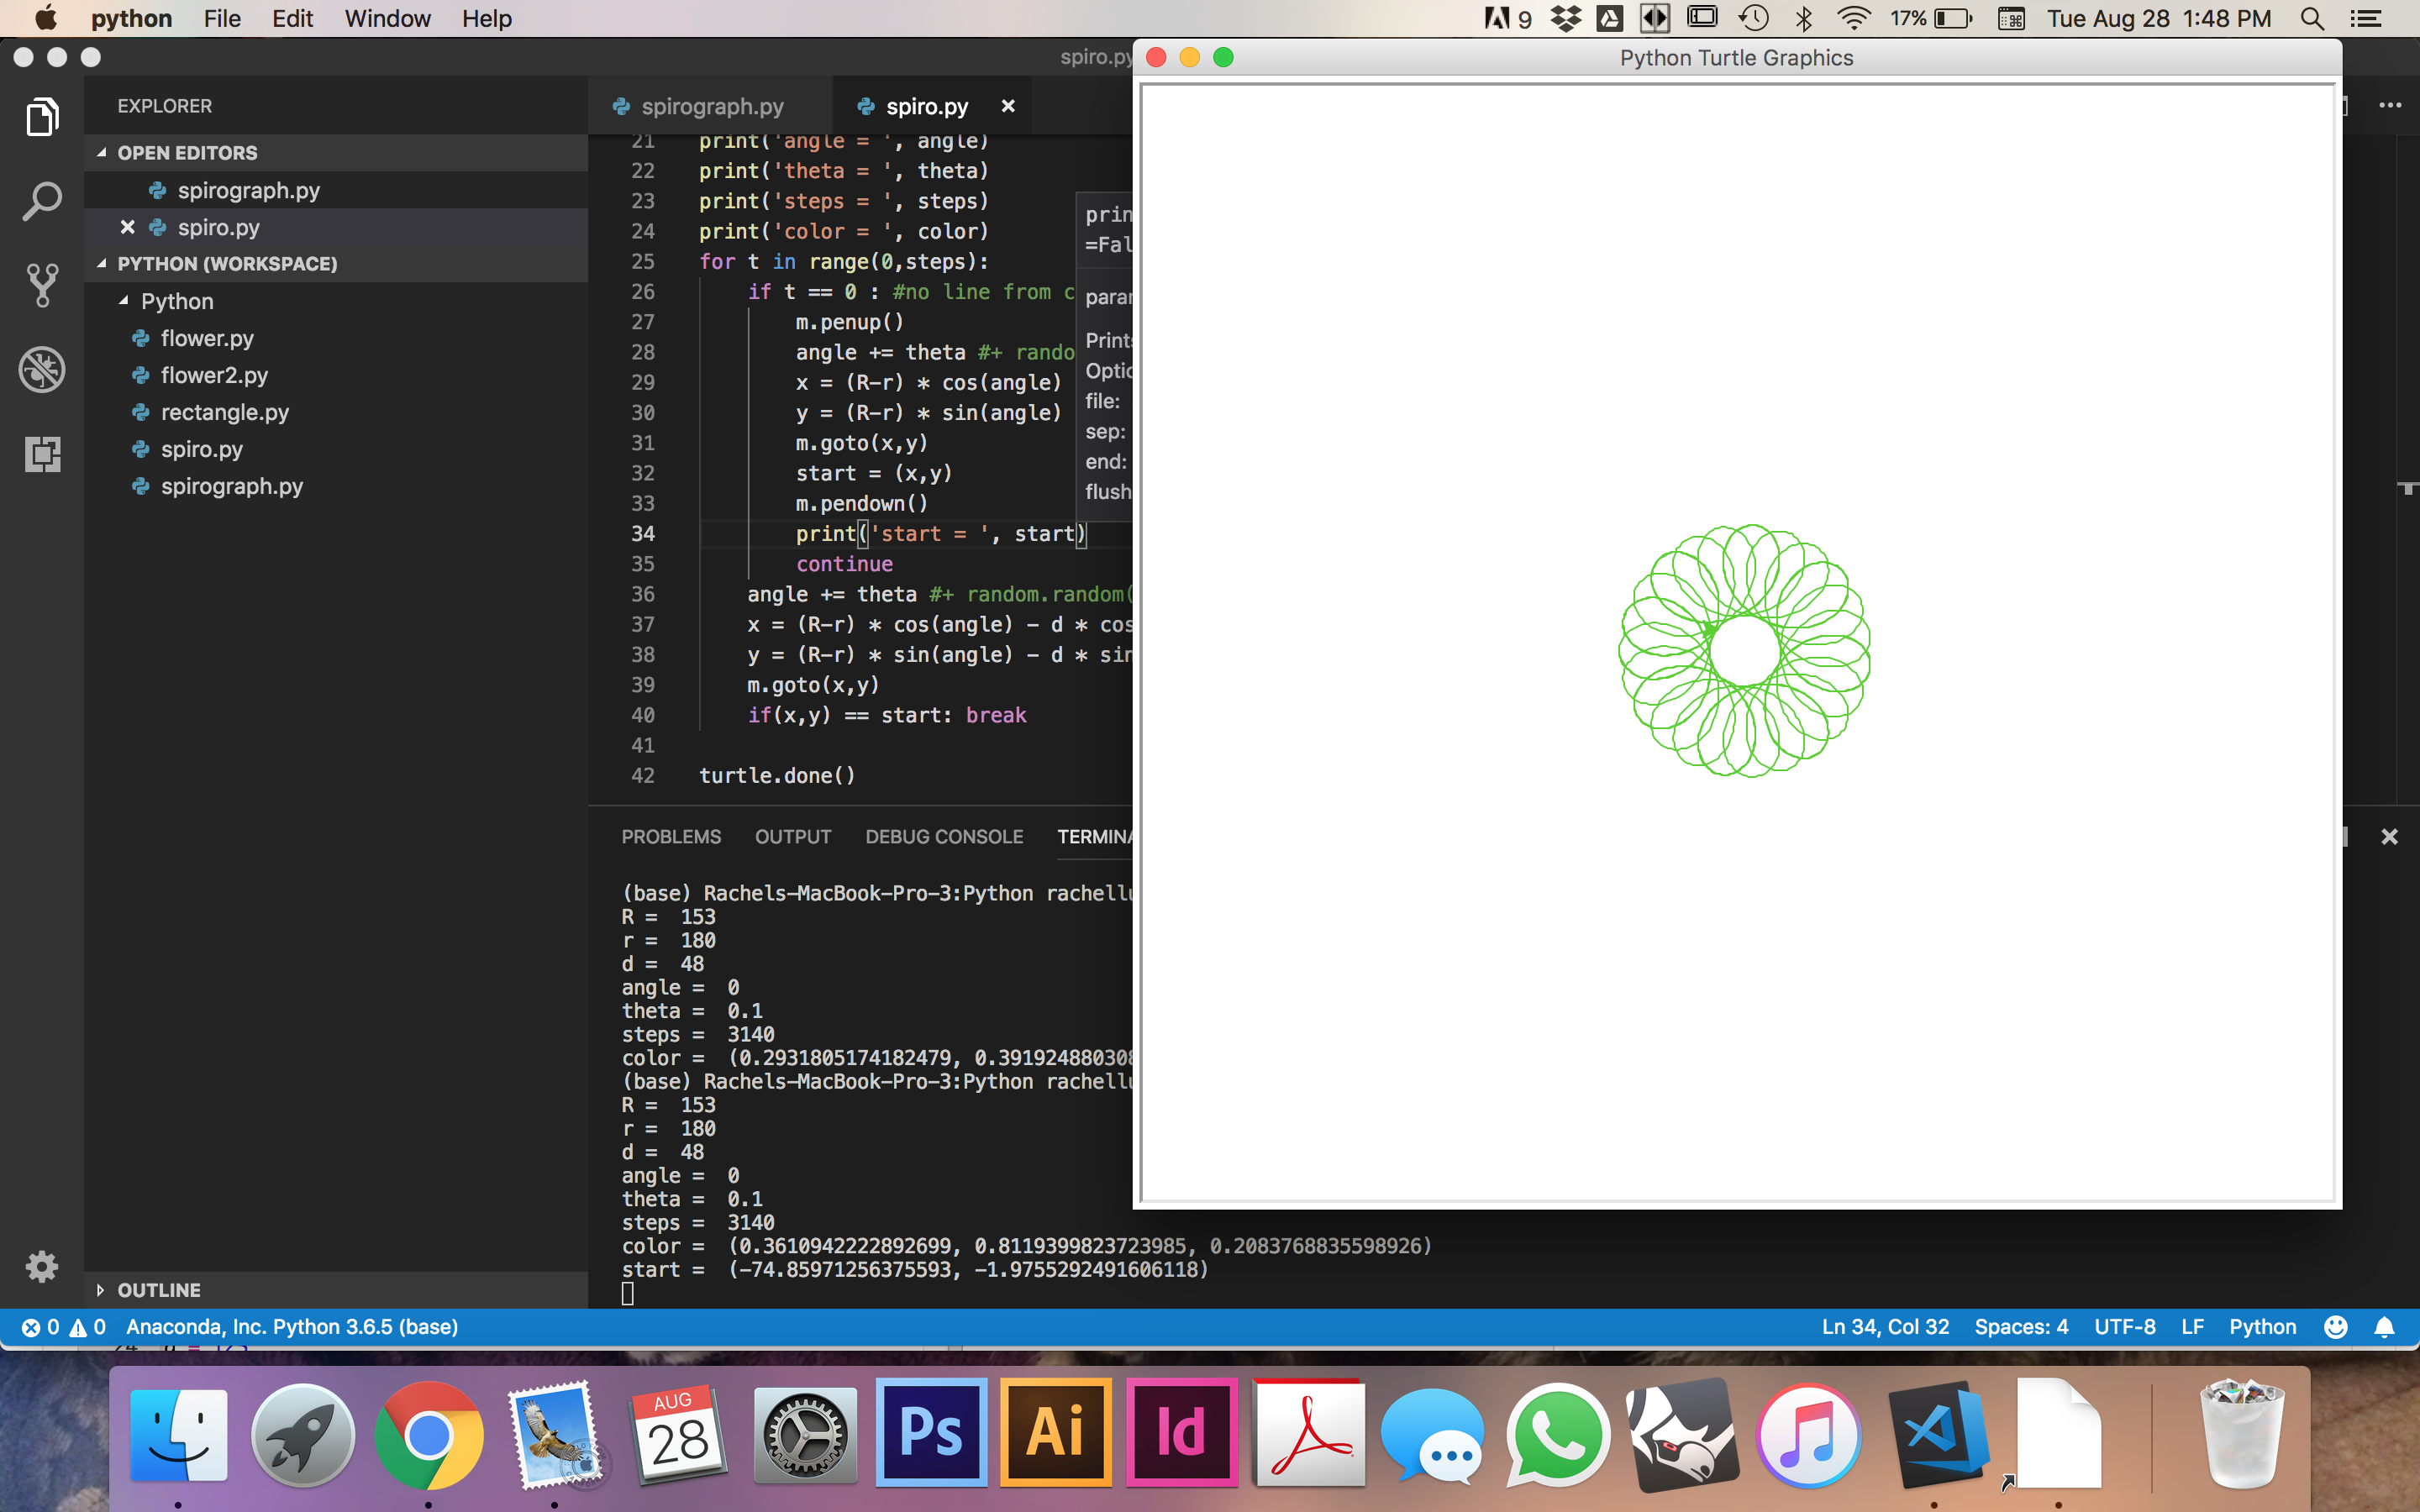 python File Edit Window Help
9 17% Tue Aug 28 1:48 PM
spiro.py
Python Turtle Graphics
EXPLORER
OPEN EDITORS
spirograph.py
spiro.py
PYTHON (WORKSPACE)
Python
flower.py
flower2.py
rectangle.py
spiro.py
spirograph.py
OUTLINE
spirograph.py spiro.py
21 print('angle = ', angle)
22 print('theta = ', theta)
23 print('steps = ', steps)
24 print('color = ', color)
25 for t in range(0,steps):
26 if t == 0 : #no line from c
27 m.penup()
28 angle += theta #+ rando
29 x = (R-r) * cos(angle)
30 y = (R-r) * sin(angle)
31 m.goto(x,y)
32 start = (x,y)
33 m.pendown()
34 print('start = ', start)
35 continue
36 angle += theta #+ random.random(
37 x = (R-r) * cos(angle) - d * cos
38 y = (R-r) * sin(angle) - d * sin
39 m.goto(x,y)
40 if(x,y) == start: break
41
42 turtle.done()
prin
=Fal
param
Prints
Optio
file:
sep:
end:
flush
PROBLEMS OUTPUT DEBUG CONSOLE TERMINA
(base) Rachels-MacBook-Pro-3:Python rachellu
R = 153
r = 180
d = 48
angle = 0
theta = 0.1
steps = 3140
color = (0.2931805174182479, 0.391924880308
(base) Rachels-MacBook-Pro-3:Python rachellu
R = 153
r = 180
d = 48
angle = 0
theta = 0.1
steps = 3140
color = (0.3610942222892699, 0.8119399823723985, 0.2083768835598926)
start = (-74.85971256375593, -1.9755292491606118)
0 0 Anaconda, Inc. Python 3.6.5 (base)
Ln 34, Col 32 Spaces: 4 UTF-8 LF Python
AUG
28
Ps
Ai
Id